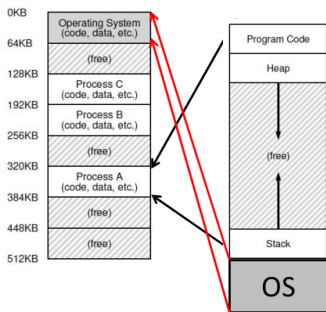 0KB
Operating System
(code, data, etc.)
64KB
(free)
128KB
Process C
(code, data, etc.)
192KB
Process B
(code, data, etc.)
256KB
(free)
320KB
Process A
(code, data, etc.)
384KB
(free)
448KB
(free)
512KB
Program Code
Heap
(free)
Stack
OS